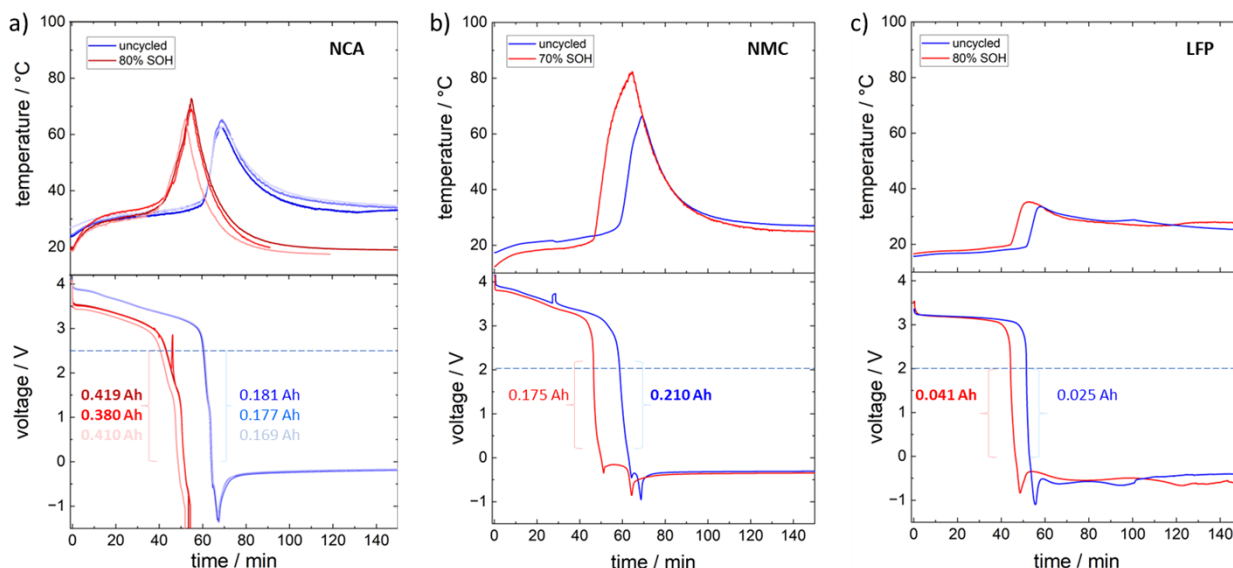 a)
100
80
60
40
20
temperature / °C
uncycled
80% SOH
NCA
4
3
2
1
0
−1
voltage / V
0.419 Ah
0.380 Ah
0.410 Ah
0.181 Ah
0.177 Ah
0.169 Ah
0 20 40 60 80 100 120 140
time / min
b)
100
80
60
40
20
temperature / °C
uncycled
70% SOH
NMC
4
3
2
1
0
−1
voltage / V
0.175 Ah
0.210 Ah
0 20 40 60 80 100 120 140
time / min
c)
100
80
60
40
20
temperature / °C
uncycled
80% SOH
LFP
4
3
2
1
0
−1
voltage / V
0.041 Ah
0.025 Ah
0 20 40 60 80 100 120 140
time / min